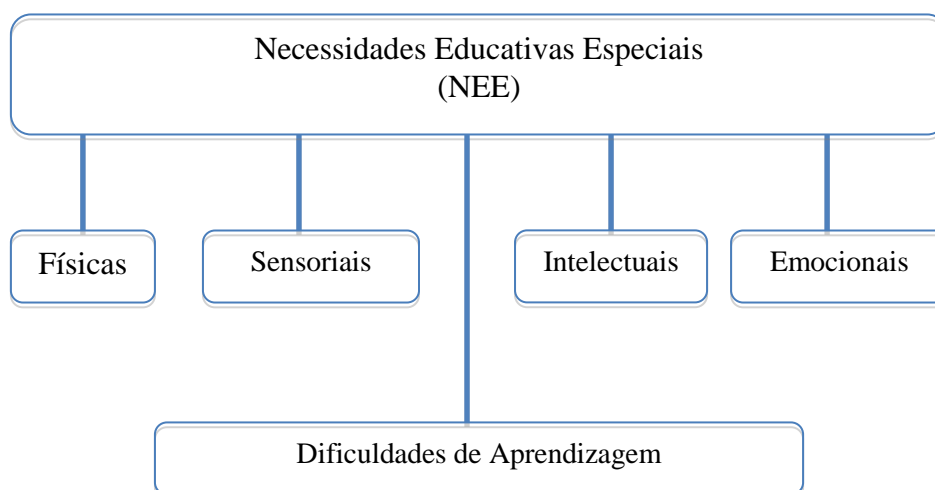 Necessidades Educativas Especiais
(NEE)
Físicas
Sensoriais
Intelectuais
Emocionais
Dificuldades de Aprendizagem